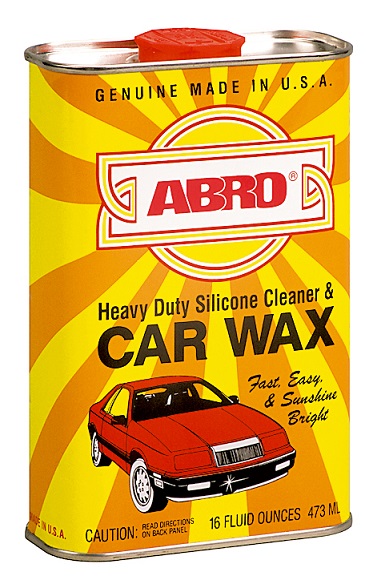 GENUINE MADE IN U.S.A.
ABRO®
Heavy Duty Silicone Cleaner &
CAR WAX
Fast, Easy,
& Sunshine
Bright
IN U.S.A.
CAUTION: READ DIRECTIONS
ON BACK PANEL
16 FLUID OUNCES 473 ML